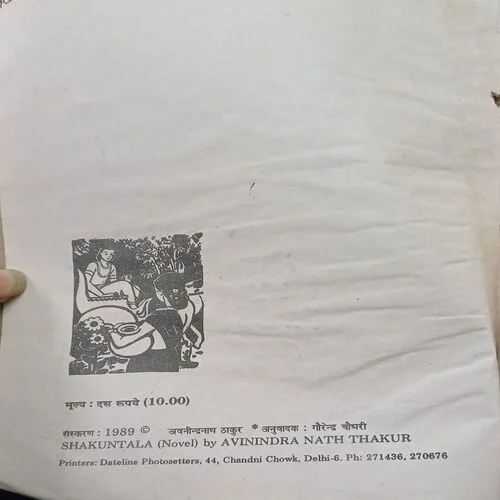 मूल्य : दस रूपये (10.00)
संस्करण : 1989 © अवनीन्द्रनाथ ठाकुर * अनुवादक : गौरेन्द्र चौधरी
SHAKUNTALA (Novel) by AVININDRA NATH THAKUR
Printers: Dateline Photosetters, 44, Chandni Chowk, Delhi-6. Ph: 271436, 270676